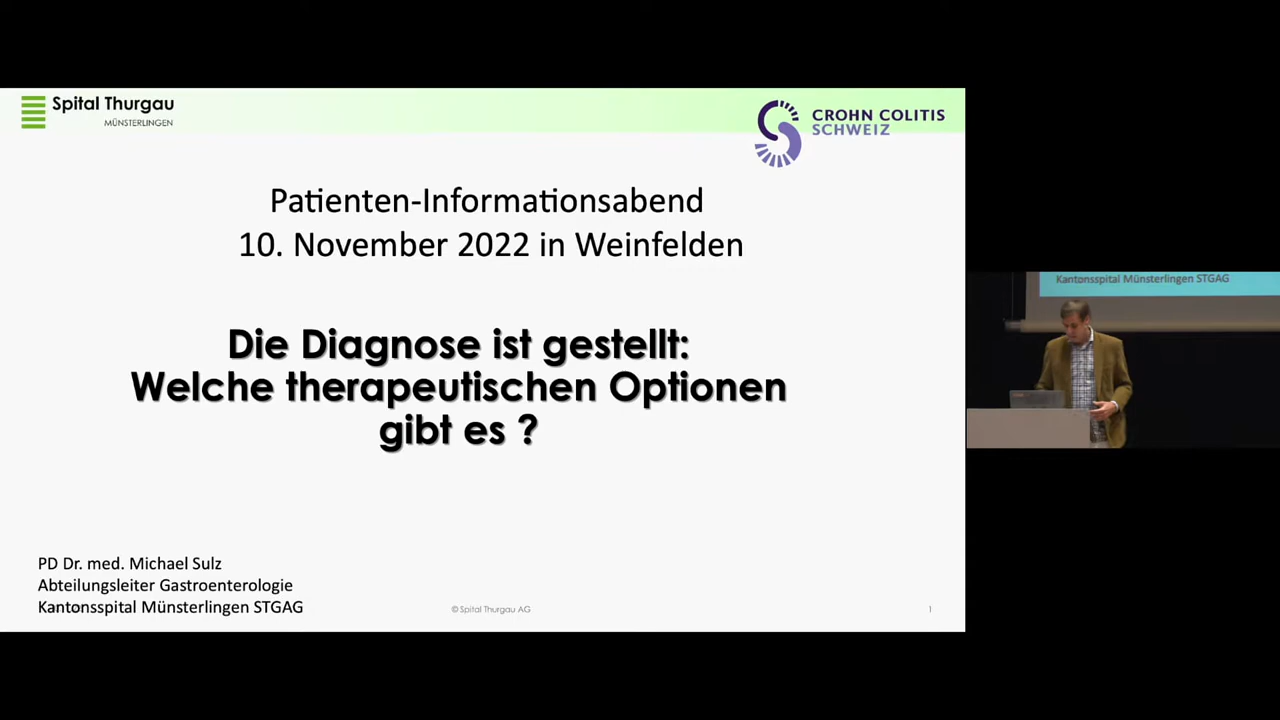 Spital Thurgau
MÜNSTERLINGEN
CROHN COLITIS
SCHWEIZ
Patienten-Informationsabend
10. November 2022 in Weinfelden
Die Diagnose ist gestellt:
Welche therapeutischen Optionen
gibt es ?
PD Dr. med. Michael Sulz
Abteilungsleiter Gastroenterologie
Kantonsspital Münsterlingen STGAG
© Spital Thurgau AG
1
Kantonsspital Münsterlingen STGAG